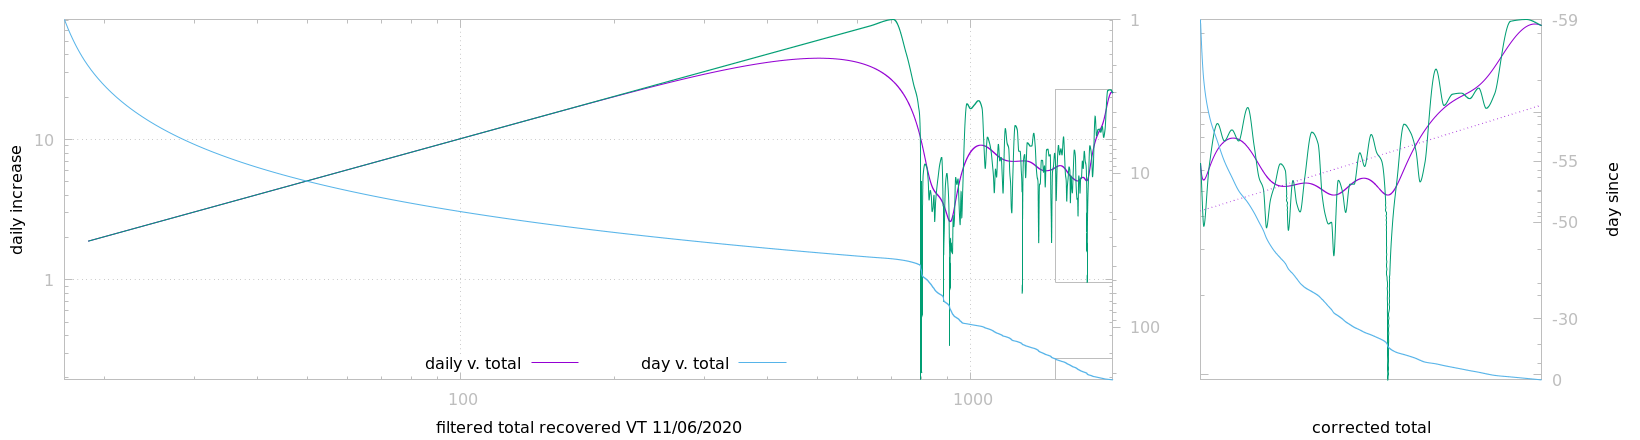 daily increase
10
1
100
1000
daily v. total
day v. total
filtered total recovered VT 11/06/2020
1
10
100
-59
-55
-50
-30
0
day since
corrected total